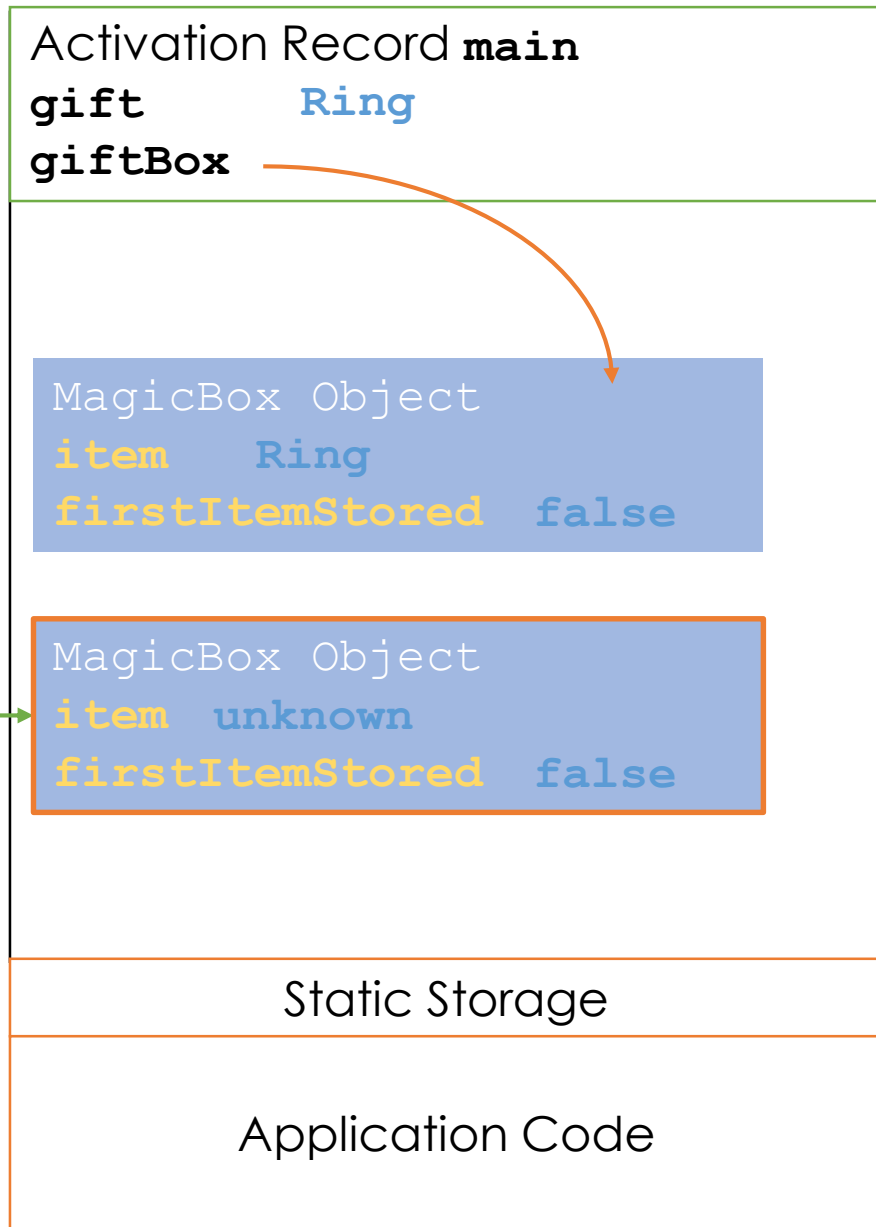 Activation Record main
gift Ring
giftBox
MagicBox Object
item Ring
firstItemStored false
MagicBox Object
item unknown
firstItemStored false
Static Storage
Application Code